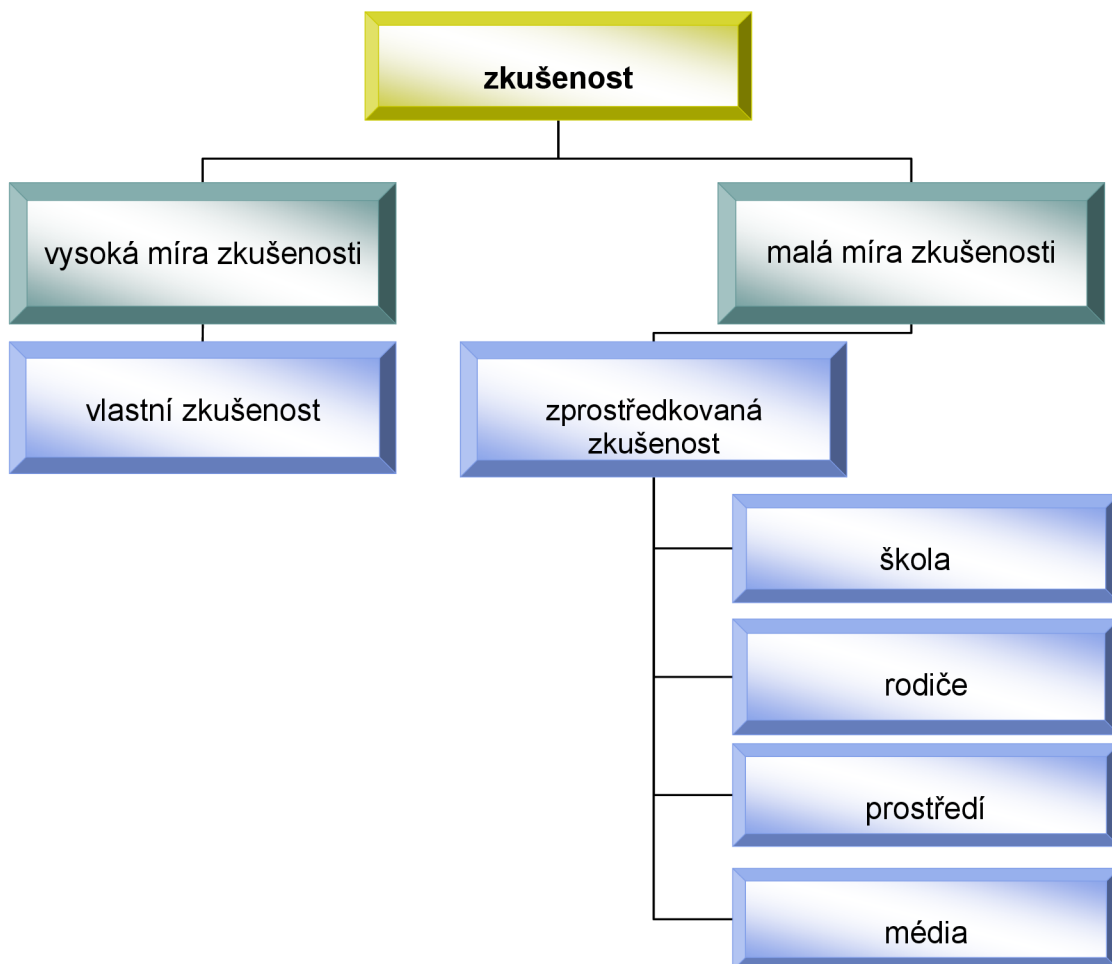 zkušenost
vysoká míra zkušenosti
malá míra zkušenosti
vlastní zkušenost
zprostředkovaná
zkušenost
škola
rodiče
prostředí
média